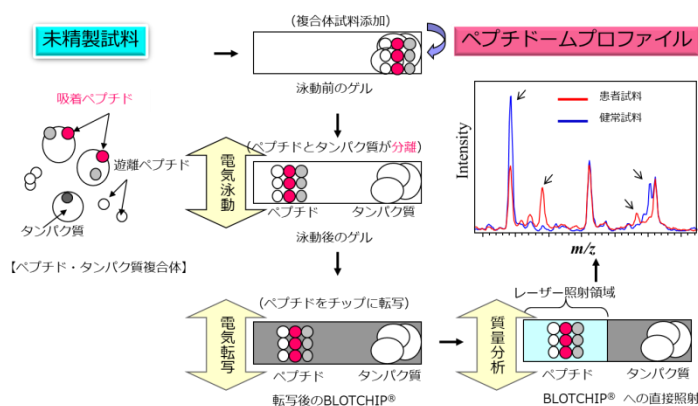 未精製試料
(複合体試料添加)
ペプチドームプロファイル
泳動前のゲル
吸着ペプチド
遊離ペプチド
タンパク質
【ペプチド・タンパク質複合体】
電気泳動
(ペプチドとタンパク質が分離)
ペプチド
タンパク質
泳動後のゲル
Intensity
患者試料
健常試料
m/z
電気転写
(ペプチドをチップに転写)
ペプチド
タンパク質
転写後のBLOTCHIP®
質量分析
レーザー照射領域
ペプチド
タンパク質
BLOTCHIP® への直接照射